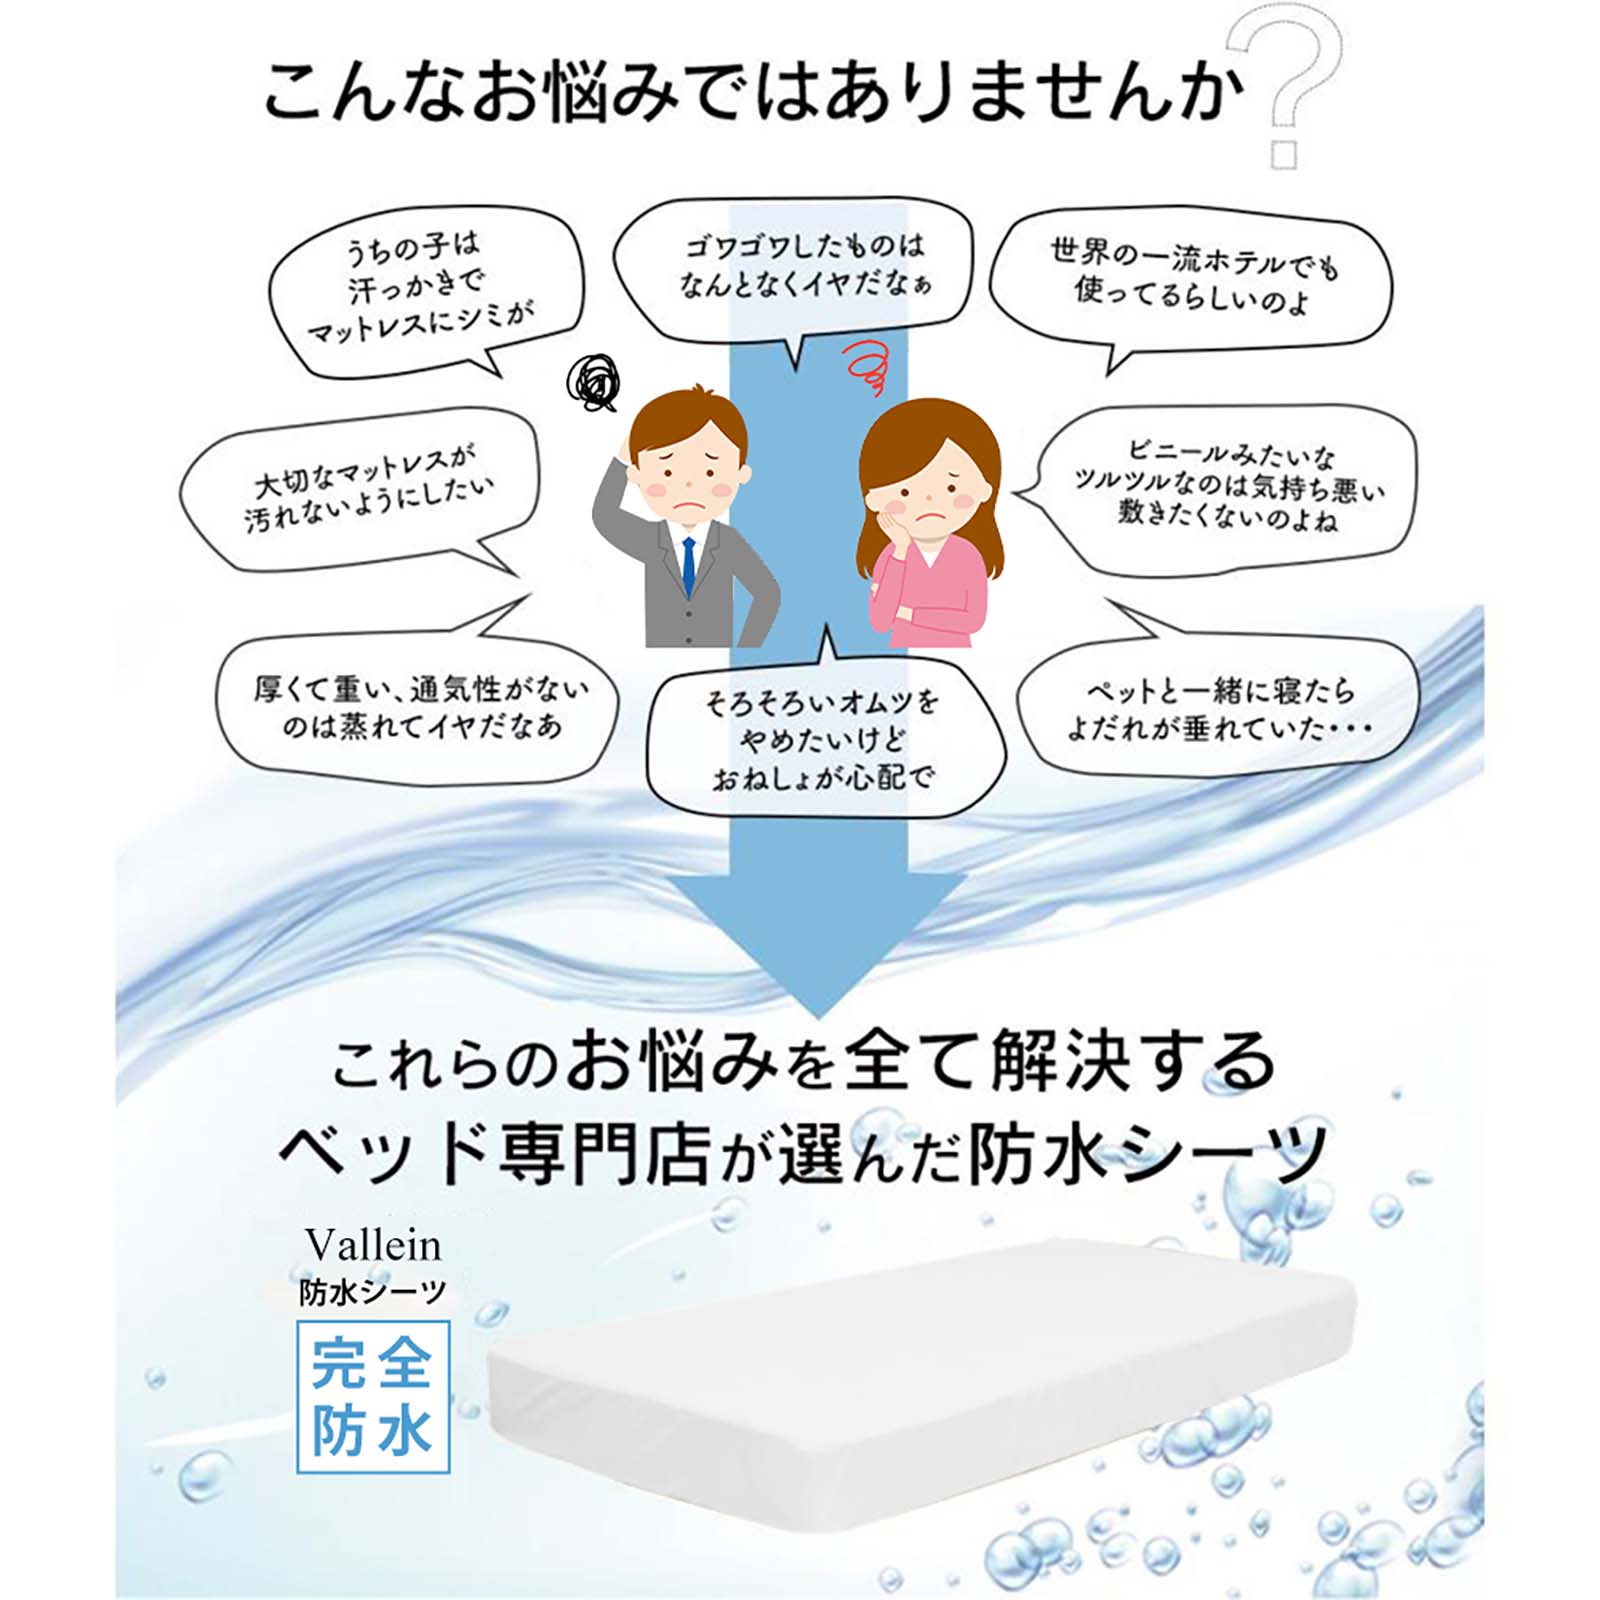 こんなお悩みではありませんか?
うちの子は
汗っかきで
マットレスにシミが
ゴワゴワしたものは
なんとなくイヤだなぁ
世界の一流ホテルでも
使ってるらしいのよ
大切なマットレスが
汚れないようにしたい
ビニールみたいな
ツルツルなのは気持ち悪い
敷きたくないのよね
厚くて重い、通気性がない
のは蒸れてイヤだなあ
そろそろいオムツを
やめたいけど
おねしょが心配で
ペットと一緒に寝たら
よだれが垂れていた・・・
これらのお悩みを全て解決する
ベッド専門店が選んだ防水シーツ
Vallein
防水シーツ
完全
防水